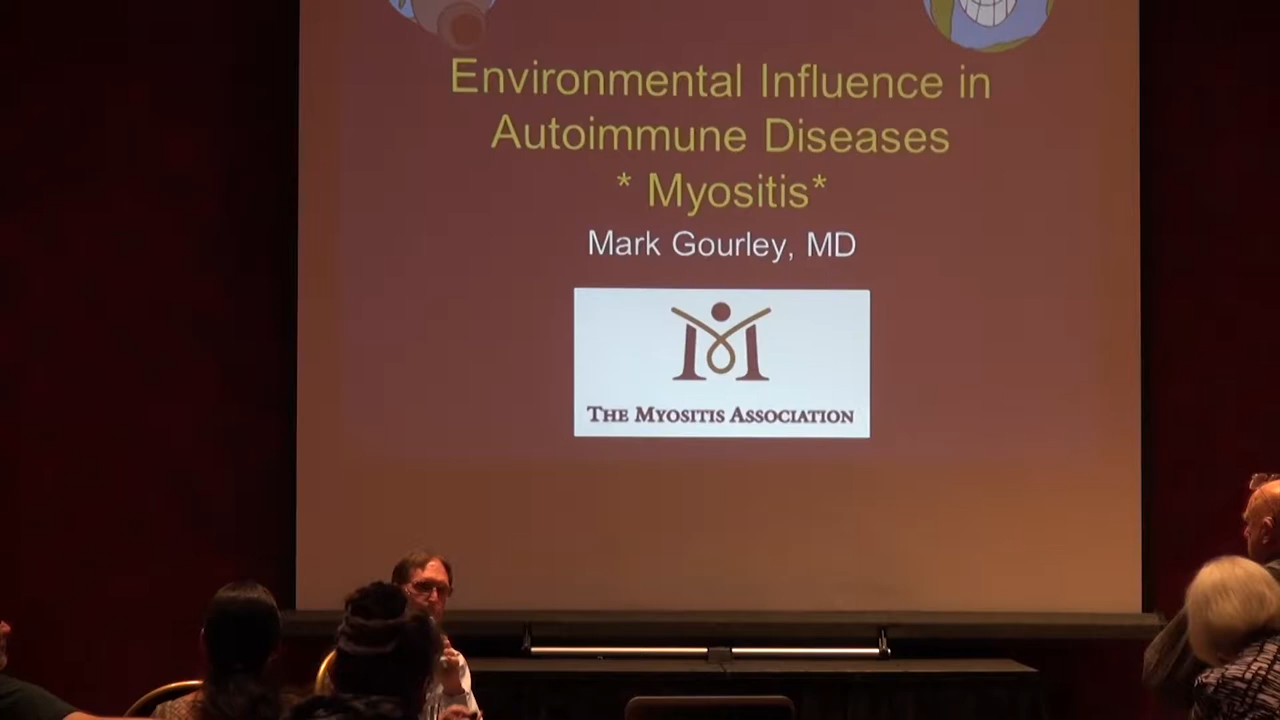 Environmental Influence in
Autoimmune Diseases
* Myositis*
Mark Gourley, MD
THE MYOSITIS ASSOCIATION